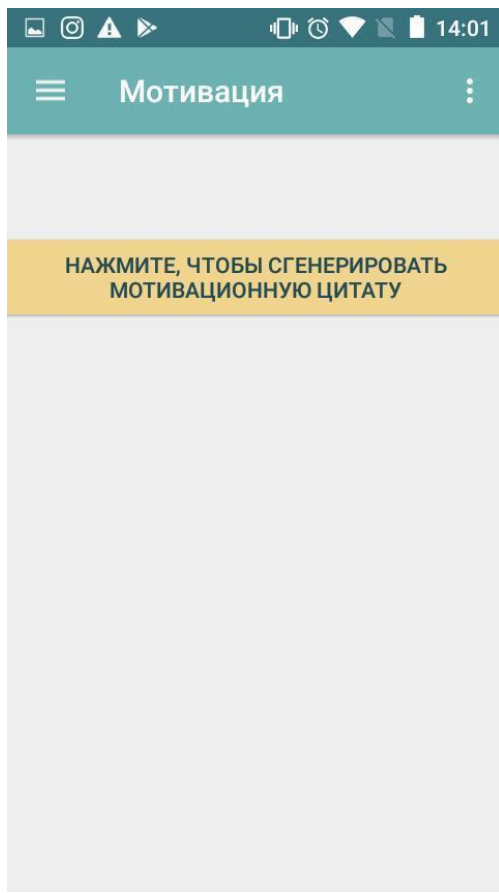 14:01
Мотивация
НАЖМИТЕ, ЧТОБЫ СГЕНЕРИРОВАТЬ
МОТИВАЦИОННУЮ ЦИТАТУ